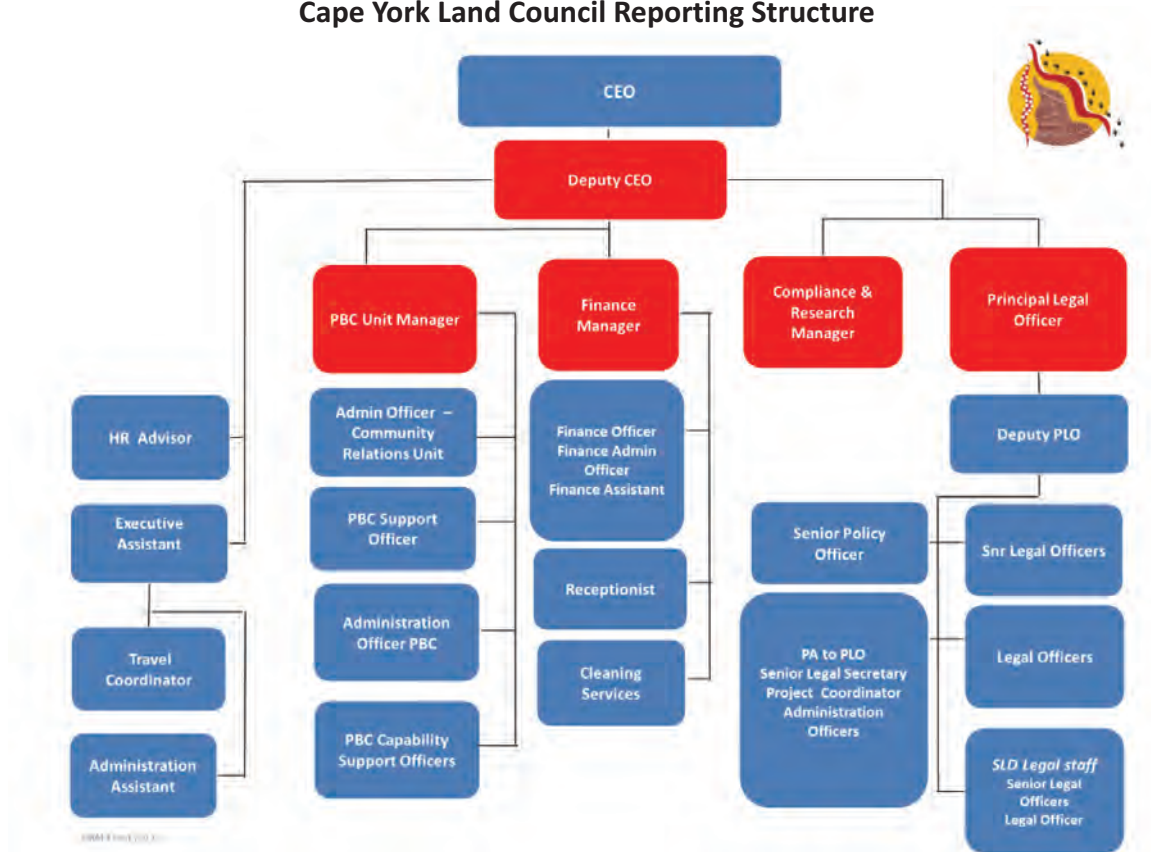 Cape York Land Council Reporting Structure
CEO
Deputy CEO
PBC Unit Manager
Finance
Manager
Compliance &
Research
Manager
Principal Legal
Officer
HR Advisor
Executive
Assistant
Travel
Coordinator
Administration
Assistant
Admin Officer –
Community
Relations Unit
PBC Support
Officer
Administration
Officer PBC
PBC Capability
Support Officers
Finance Officer
Finance Admin
Officer
Finance Assistant
Receptionist
Cleaning
Services
Deputy PLO
Senior Policy
Officer
PA to PLO
Senior Legal Secretary
Project Coordinator
Administration
Officers
Snr Legal Officers
Legal Officers
SLD Legal staff
Senior Legal
Officers
Legal Officer